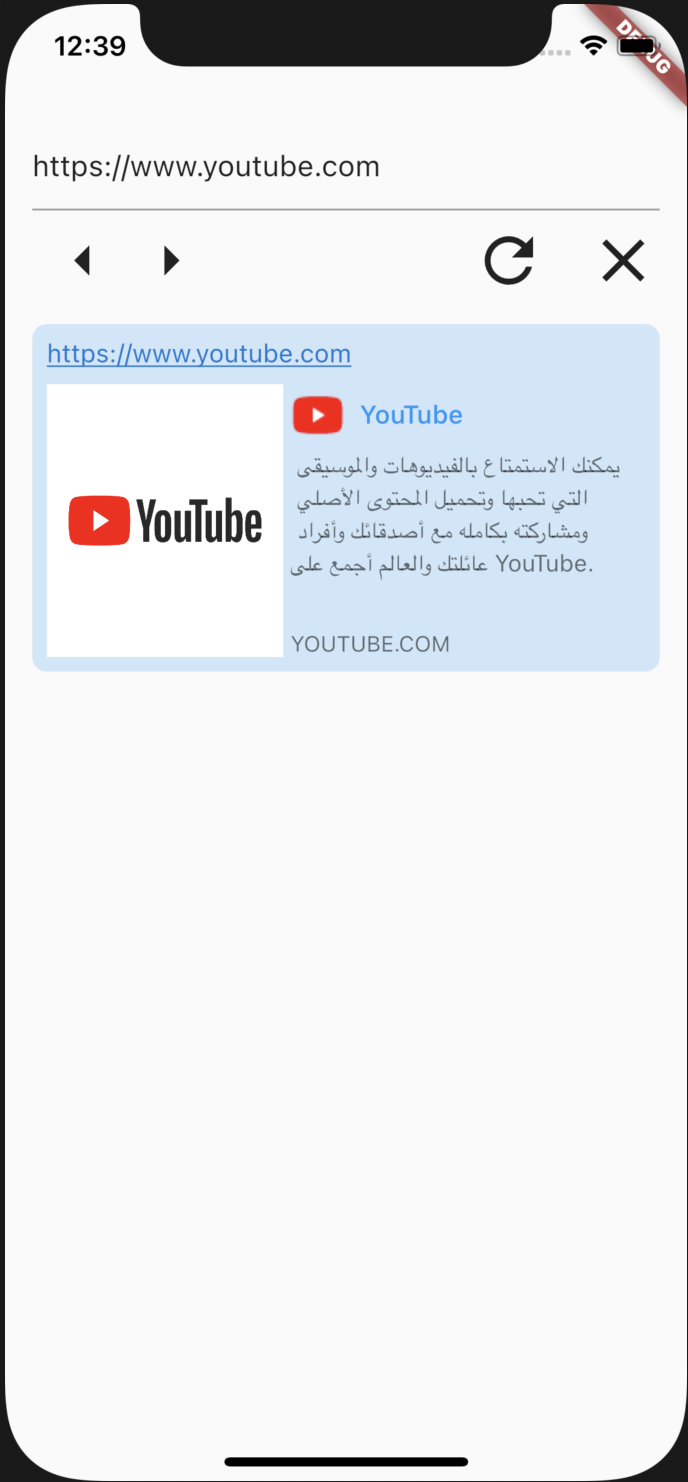 12:39
DEBUG
https://www.youtube.com
https://www.youtube.com
YouTube
YouTube
يمكنك الاستمتاع بالفيديوهات والموسيقى
التي تحبها وتحميل المحتوى الأصلي
ومشاركته بكامله مع أصدقائك وأفراد
عائلتك والعالم أجمع على YouTube.
YOUTUBE.COM